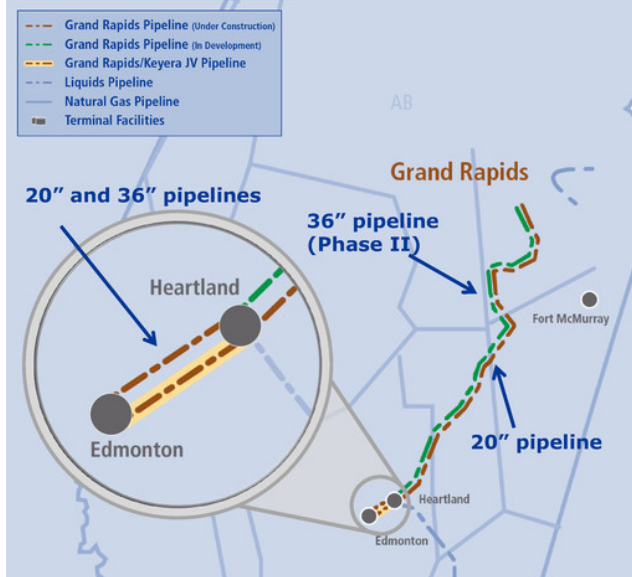 Grand Rapids Pipeline (Under Construction)
Grand Rapids Pipeline (In Development)
Grand Rapids/Keyera JV Pipeline
Liquids Pipeline
Natural Gas Pipeline
Terminal Facilities
AB
Grand Rapids
20” and 36” pipelines
36” pipeline
(Phase II)
Heartland
Fort McMurray
Edmonton
20” pipeline
Heartland
Edmonton